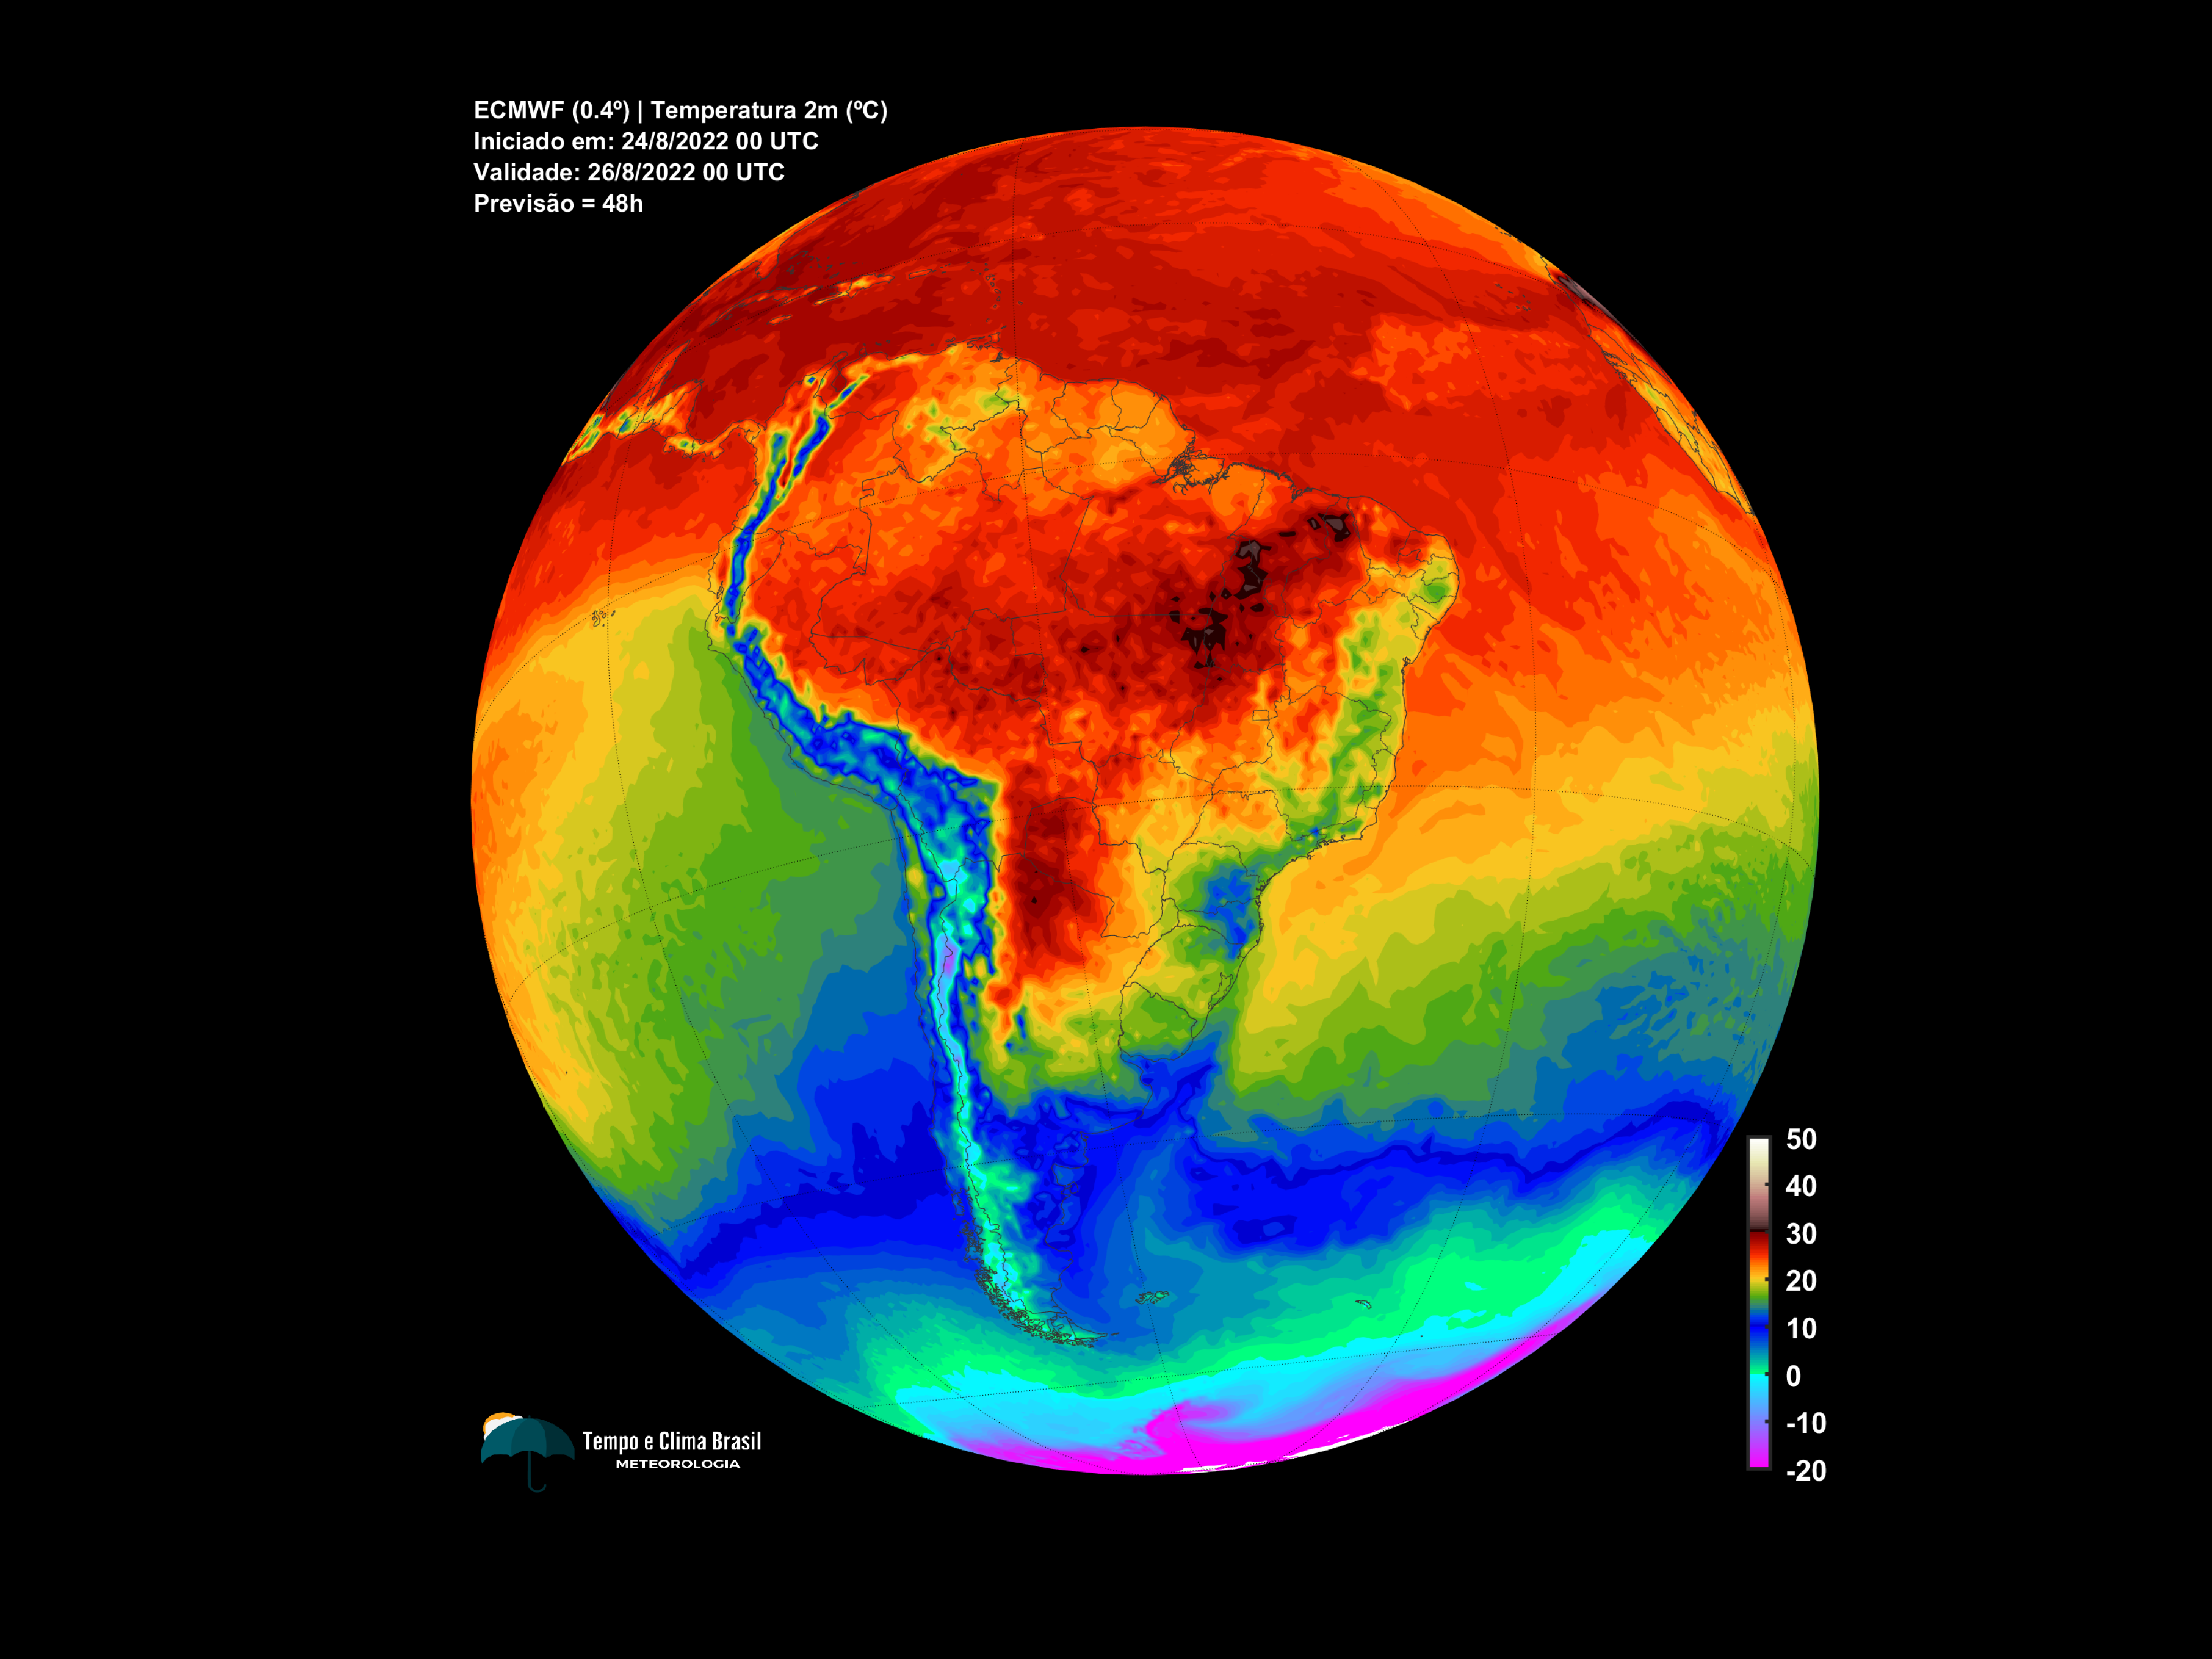 ECMWF (0.4º) | Temperatura 2m (ºC)
Iniciado em: 24/8/2022 00 UTC
Validade: 26/8/2022 00 UTC
Previsão = 48h
50
40
30
20
10
0
-10
-20
Tempo e Clima Brasil
METEOROLOGIA